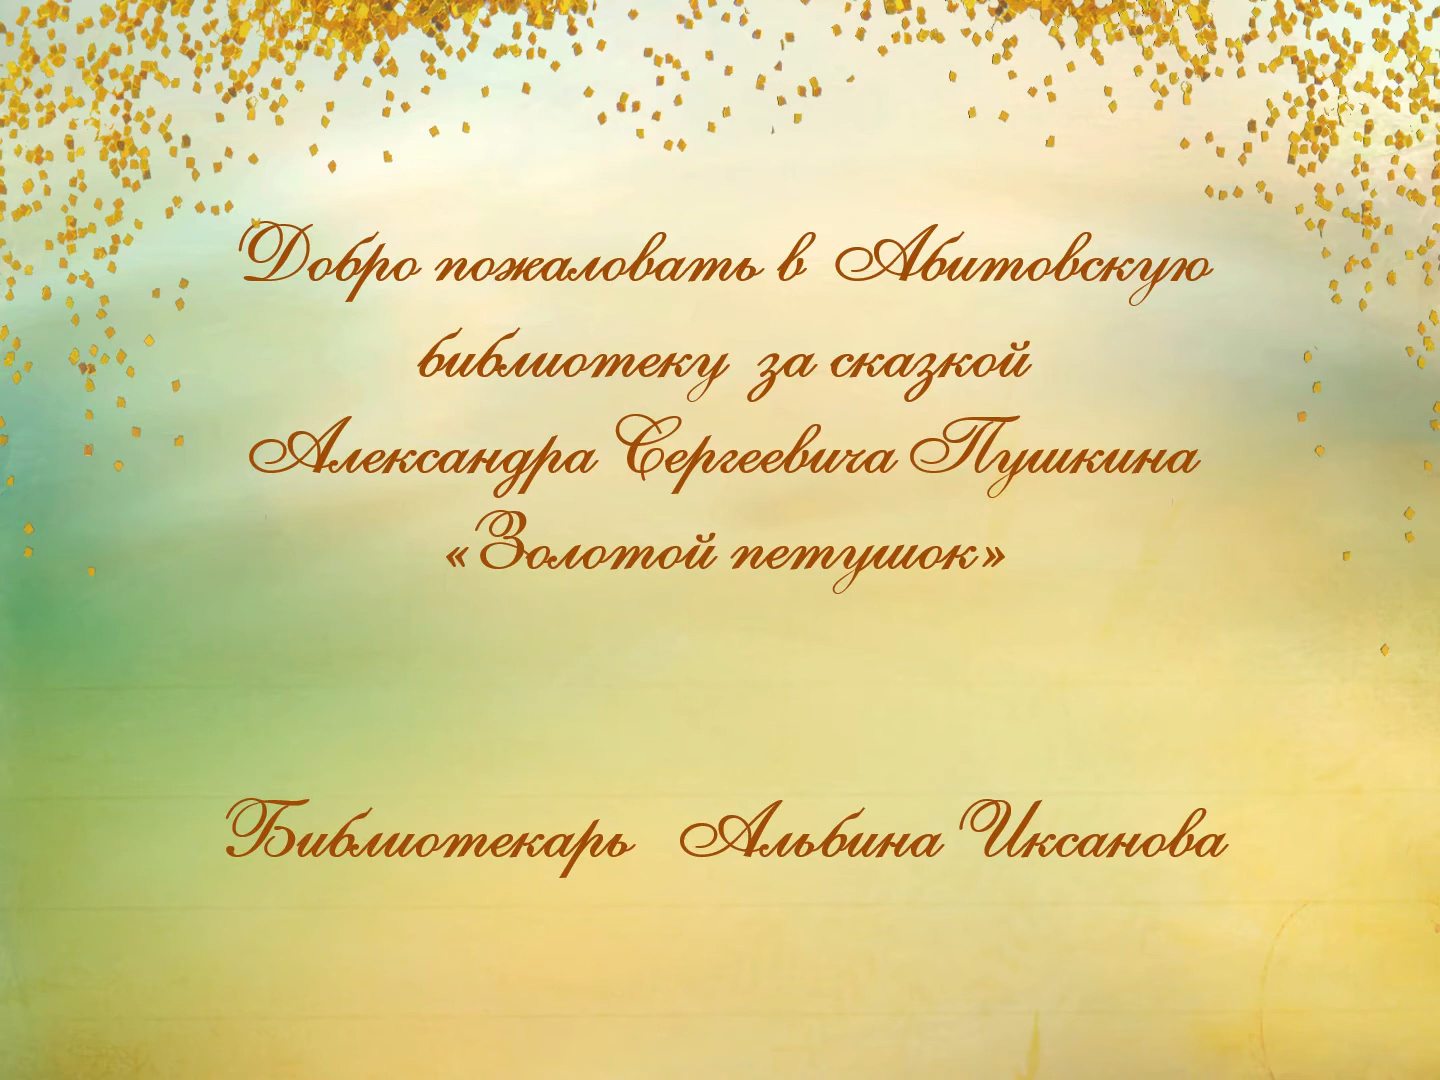 Добро пожаловать в Абитовскую
библиотеку за сказкой
Александра Сергеевича Пушкина
«Золотой петушок»
Библиотекарь Альбина Иксанова